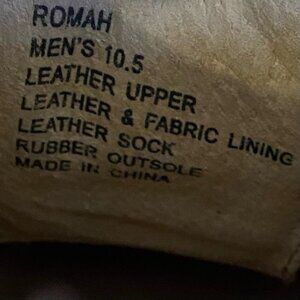 ROMAH
MEN'S 10.5
LEATHER UPPER
LEATHER & FABRIC LINING
LEATHER SOCK
RUBBER OUTSOLE
MADE IN CHINA